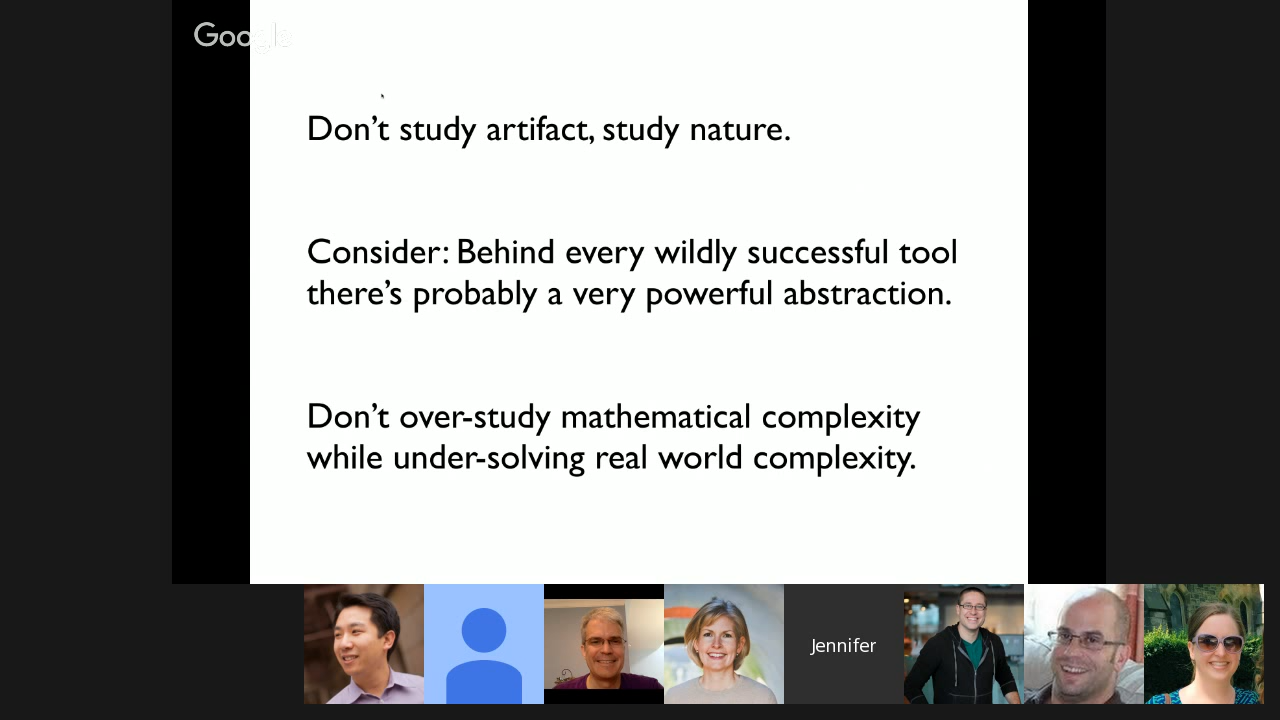 Google
Don't study artifact, study nature.
Consider: Behind every wildly successful tool
there's probably a very powerful abstraction.
Don't over-study mathematical complexity
while under-solving real world complexity.
Jennifer